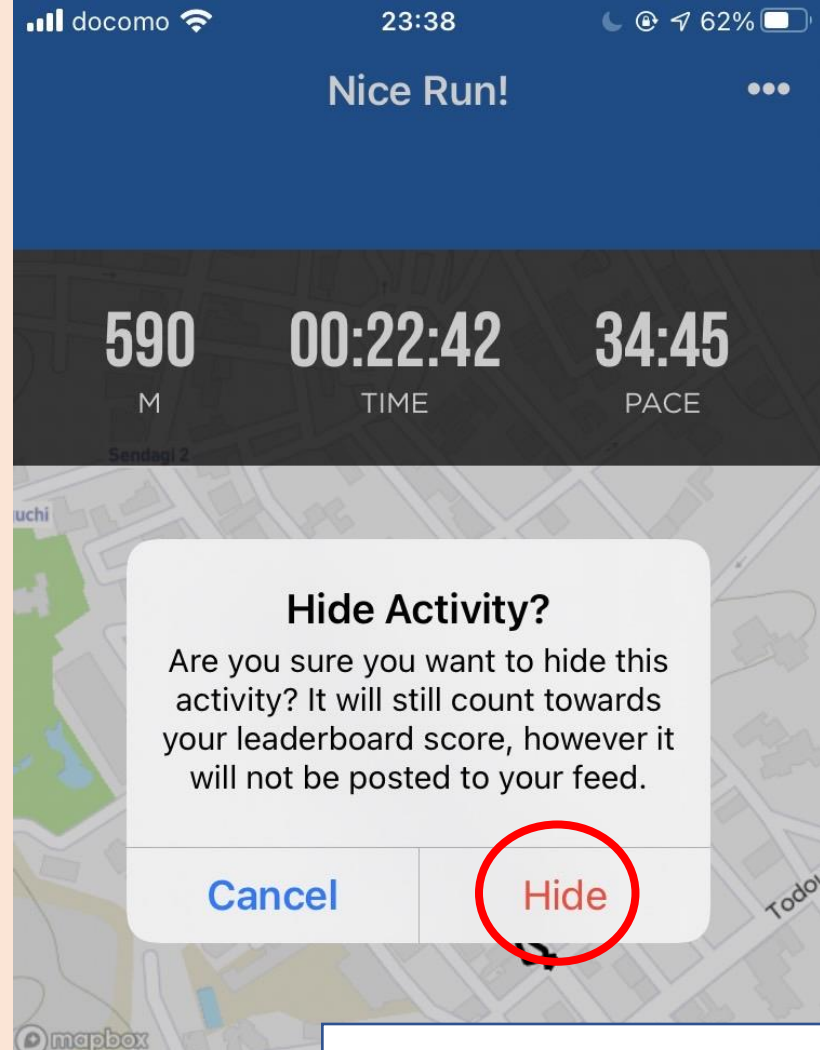 docomo 23:38 62%
Nice Run!
590 00:22:42 34:45
M TIME PACE
Sendagi 2
uchi
Hide Activity?
Are you sure you want to hide this
activity? It will still count towards
your leaderboard score, however it
will not be posted to your feed.
Cancel Hide
Todo
mapbox